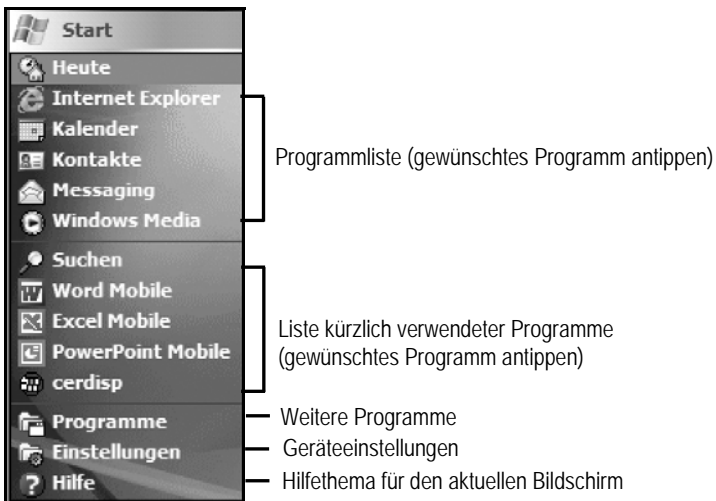 Start
Heute
Internet Explorer
Kalender
Kontakte
Messaging
Windows Media
Programmliste (gewünschtes Programm antippen)
Suchen
Word Mobile
Excel Mobile
PowerPoint Mobile
cerdisp
Liste kürzlich verwendeter Programme
(gewünschtes Programm antippen)
Programme
Weitere Programme
Einstellungen
Geräteeinstellungen
Hilfe
Hilfethema für den aktuellen Bildschirm